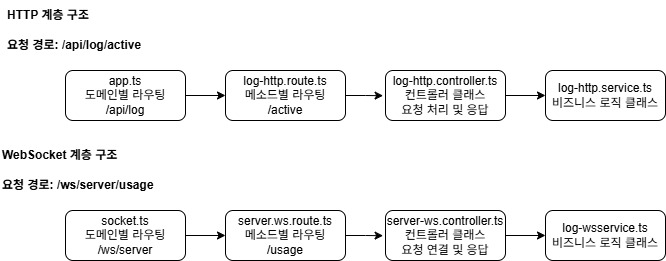 HTTP 계층 구조
요청 경로: /api/log/active
app.ts
도메인별 라우팅
/api/log
log-http.route.ts
메소드별 라우팅
/active
log-http.controller.ts
컨트롤러 클래스
요청 처리 및 응답
log-http.service.ts
비즈니스 로직 클래스
WebSocket 계층 구조
요청 경로: /ws/server/usage
socket.ts
도메인별 라우팅
/ws/server
server.ws.route.ts
메소드별 라우팅
/usage
server-ws.controller.ts
컨트롤러 클래스
요청 연결 및 응답
log-wsservice.ts
비즈니스 로직 클래스